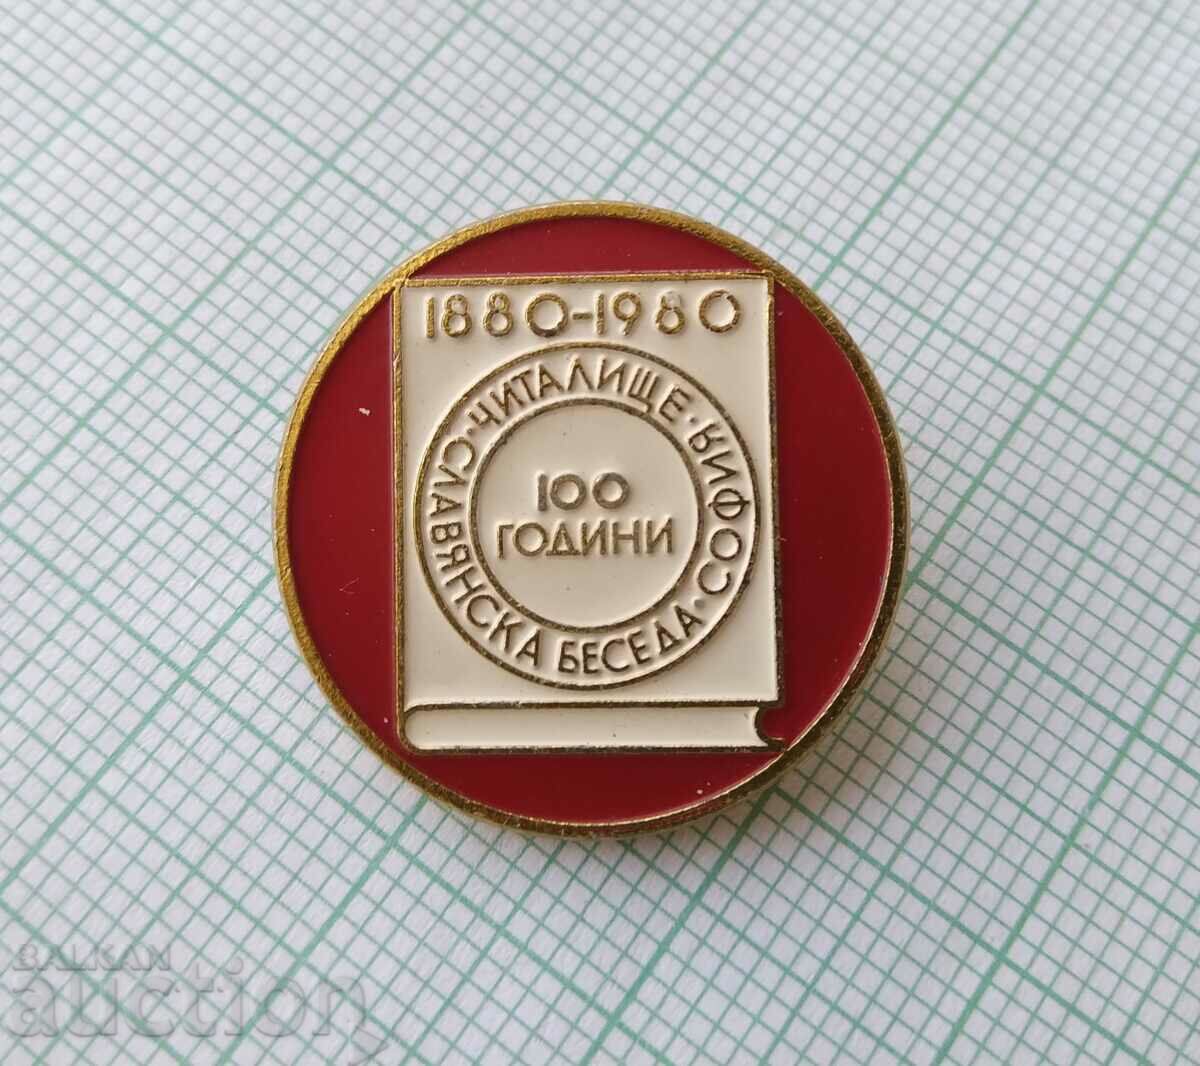 1880-1980
ЧИТАЛИЩЕ · СЛАВЯНСКА БЕСЕДА · СОФИЯ ·
100
ГОДИНИ
BALKAN
auction